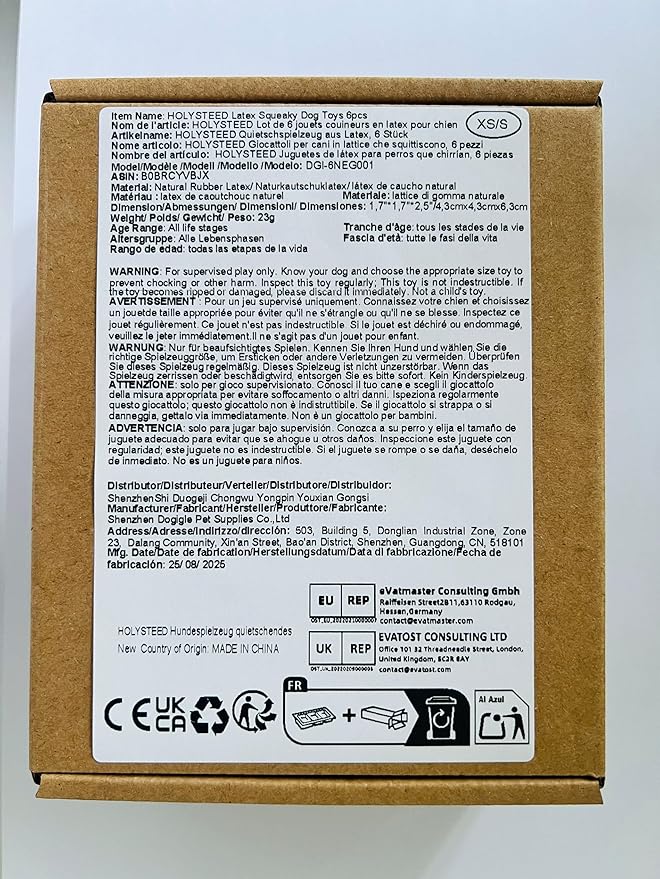 Item Name: HOLYSTEED Latex Squeaky Dog Toys 6pcs
XS/S
Nom de l'article: HOLYSTEED Lot de 6 jouets couineurs en latex pour chien
Artikelname: HOLYSTEED Quietschspielzeug aus Latex, 6 Stück
Nome articolo: HOLYSTEED Giocattoli per cani in lattice che squittiscono, 6 pezzi
Nombre del artículo: HOLYSTEED Juguetes de látex para perros que chirrían, 6 piezas
Model/Modèle /Modell /Modello /Modelo: DGI-6NEG001
ASIN: B0BRCYVBJX
Material: Natural Rubber Latex/ Naturkautschuklatex/ látex de caucho natural
Matériau : latex de caoutchouc naturel Materiale: lattice di gomma naturale
Dimension/Abmessungen/ Dimensioni/ Dimensiones: 1,7"*1,7"*2,5"/4,3cmx4,3cmx6,3cm
Weight/ Poids/ Gewicht/ Peso: 23g
Age Range: All life stages Tranche d'âge: tous les stades de la vie
Altersgruppe: Alle Lebensphasen Fascia d'età: tutte le fasi della vita
Rango de edad: todas las etapas de la vida
WARNING: For supervised play only. Know your dog and choose the appropriate size toy to
prevent chocking or other harm. Inspect this toy regularly; This toy is not indestructible. If
the toy becomes ripped or damaged, please discard it immediately. Not a child's toy.
AVERTISSEMENT : Pour un jeu supervisé uniquement. Connaissez votre chien et choisissez
un jouetde taille appropriée pour éviter qu'il ne s'étrangle ou qu'il ne se blesse. Inspectez ce
jouet régulièrement. Ce jouet n'est pas indestructible. Si le jouet est déchiré ou endommagé,
veuillez le jeter immédiatement.Il ne s'agit pas d'un jouet pour enfant.
WARNUNG: Nur für beaufsichtigtes Spielen. Kennen Sie Ihren Hund und wählen Sie die
richtige Spielzeuggröße, um Ersticken oder andere Verletzungen zu vermeiden. Überprüfen
Sie dieses Spielzeug regelmäßig. Dieses Spielzeug ist nicht unzerstörbar. Wenn das
Spielzeug zerrissen oder beschädigtwird, entsorgen Sie es bitte sofort. Kein Kinderspielzeug.
ATTENZIONE: solo per gioco supervisionato. Conosci il tuo cane e scegli il giocattolo
della misura appropriata per evitare soffocamento o altri danni. Ispeziona regolarmente
questo giocattolo; questo giocattolo non è indistruttibile. Se il giocattolo si strappa o si
danneggia, gettalo via immediatamente. Non è un giocattolo per bambini.
ADVERTENCIA: solo para jugar bajo supervisión. Conozca a su perro y elija el tamaño de
juguete adecuado para evitar que se ahogue u otros daños. Inspeccione este juguete con
regularidad; este juguete no es indestructible. Si el juguete se rompe o se daña, deséchelo
de inmediato. No es un juguete para niños.
Distributor/Distributeur/Verteiler/Distributore/Distribuidor:
ShenzhenShi Duogeji Chongwu Yongpin Youxian Gongsi
Manufacturer/Fabricant/Hersteller/Produttore/Fabricante:
Shenzhen Dogigle Pet Supplies Co.,Ltd
Address/Adresse/Indirizzo/dirección: 503, Building 5, Donglian Industrial Zone, Zone
23, Dalang Community, Xin'an Street, Bao'an District, Shenzhen, Guangdong, CN, 518101
Mfg. Date/Date de fabrication/Herstellungsdatum/Data di fabbricazione/Fecha de
fabricación: 25/ 08/ 2025
EU REP
eVatmaster Consulting Gmbh
Raiffeisen Street2B11,63110 Rodgau,
Hessen,Germany
contact@evatmaster.com
HOLYSTEED Hundespielzeug quietschendes
New Country of Origin: MADE IN CHINA
UK REP
EVATOST CONSULTING LTD
Office 101 32 Threadneedle Street, London,
United Kingdom, EC2R 8AY
contact@evatost.com
CE UK CA
FR
+
Al Azul